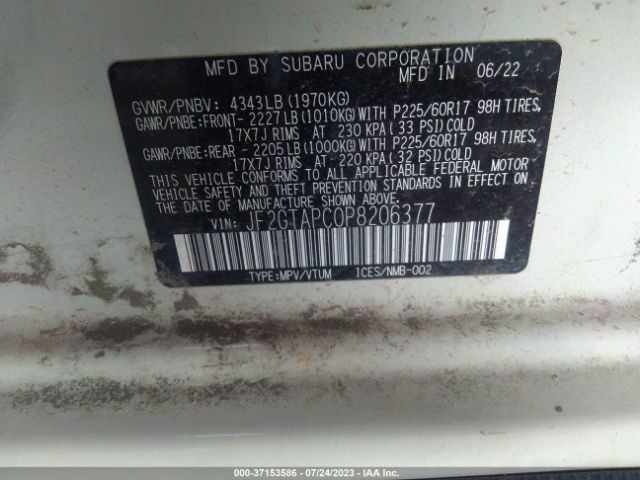 MFD BY SUBARU CORPORATION
MFD IN 06/22
GVWR/PNBV: 4343LB(1970KG)
GAWR/PNBE:FRONT- 2227LB(1010KG)WITH P225/60R17 98H TIRES,
17X7J RIMS AT 230 KPA(33 PSI)COLD
GAWR/PNBE:REAR - 2205LB(1000KG)WITH P225/60R17 98H TIRES,
17X7J RIMS AT 220 KPA(32 PSI)COLD
THIS VEHICLE CONFORMS TO ALL APPLICABLE FEDERAL MOTOR
VEHICLE SAFETY AND THEFT PREVENTION STANDARDS IN EFFECT ON THE
DATE OF MANUFACTURE SHOWN ABOVE.
VIN: JF2GTAPC0P8206377
TYPE:MPV/VTUM ICES/NMB-002
000-37153586 - 07/24/2023 - IAA Inc.